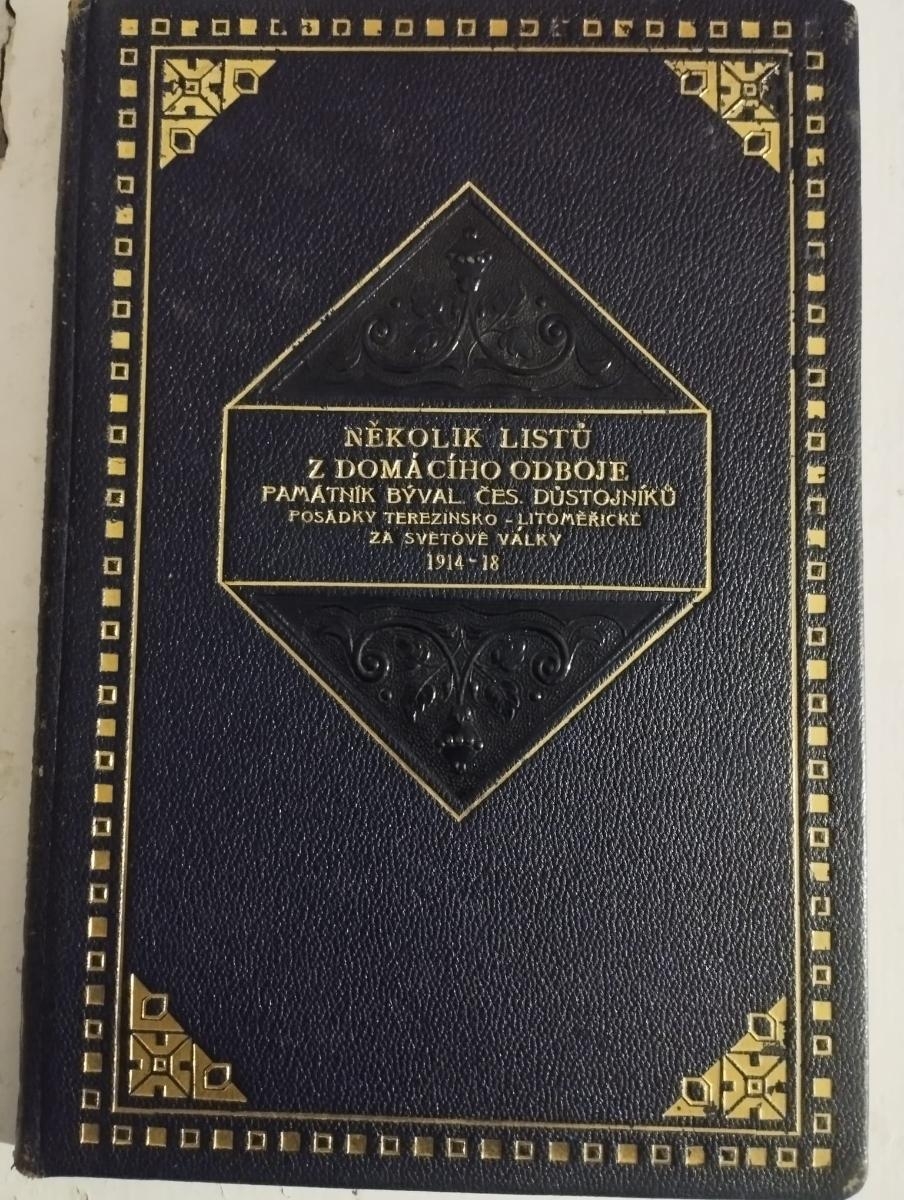 NĚKOLIK LISTŮ
Z DOMÁCÍHO ODBOJE
PAMÁTNÍK BÝVAL. ČES. DŮSTOJNÍKŮ
POSÁDKY TEREZÍNSKO - LITOMĚŘICKÉ
ZA SVĚTOVÉ VÁLKY
1914 - 18